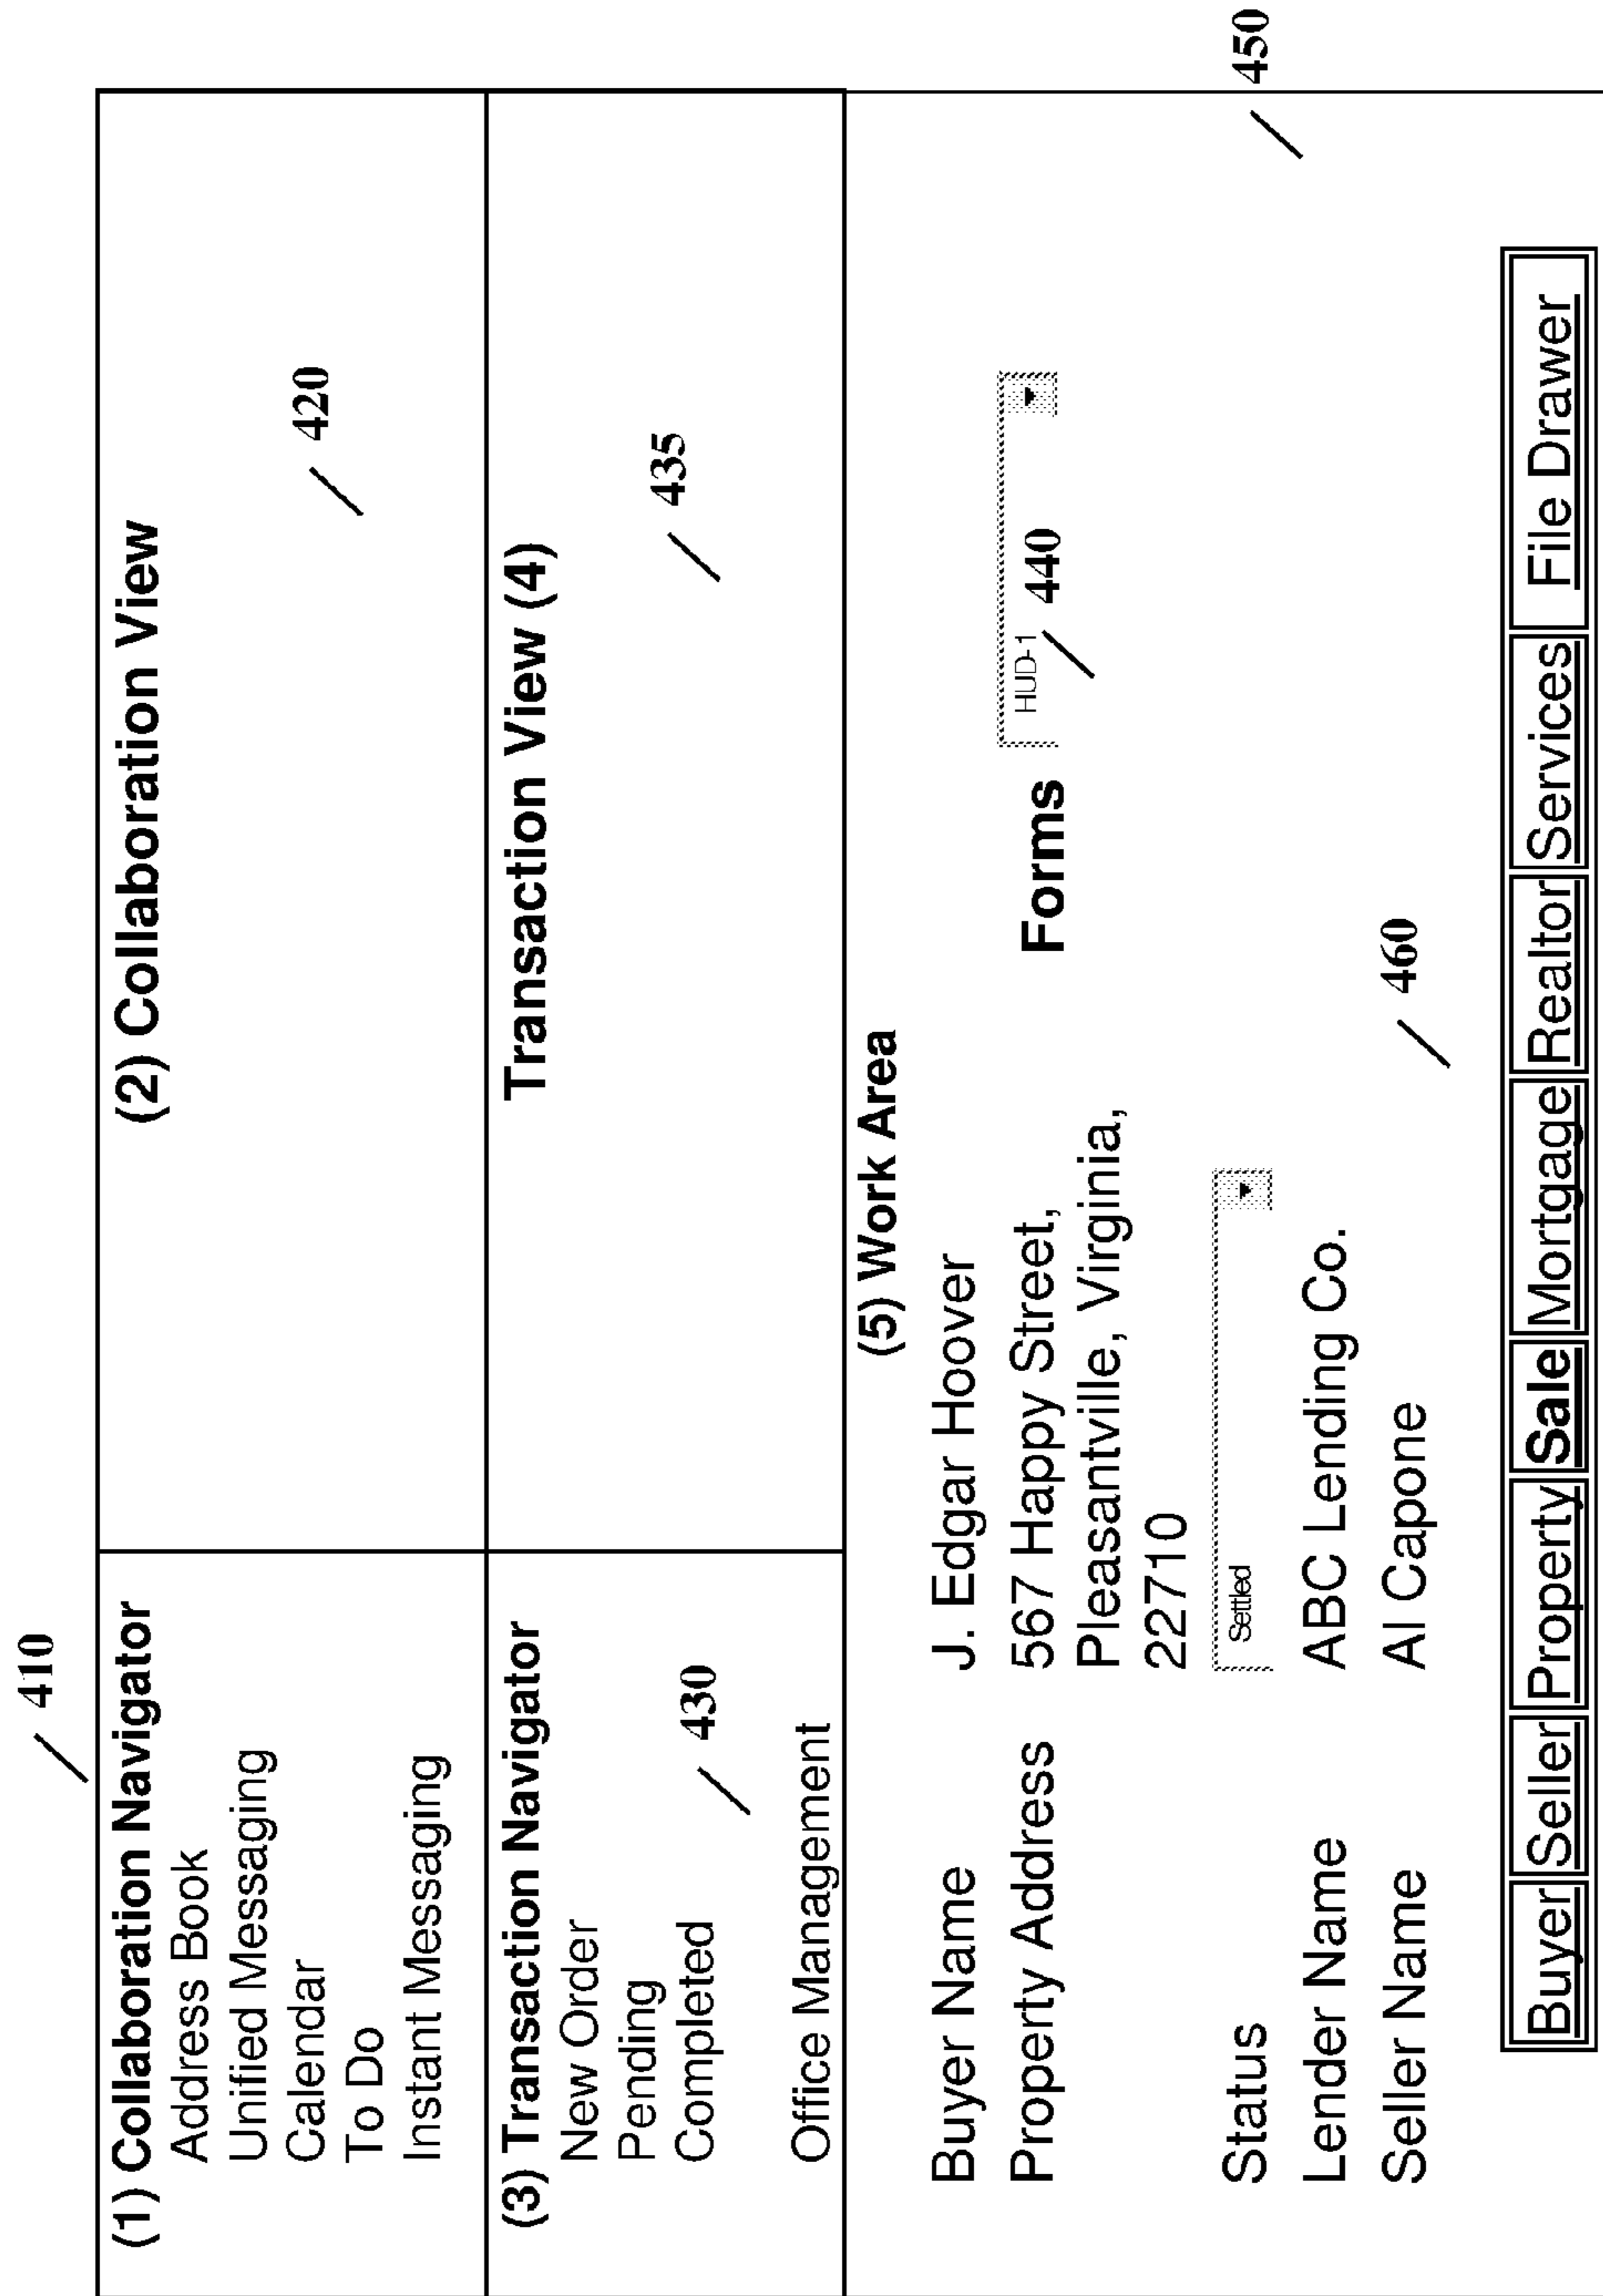 410
(1) Collaboration Navigator
Address Book
Unified Messaging
Calendar
To Do
Instant Messaging
(2) Collaboration View
420
(3) Transaction Navigator
New Order
Pending
Completed
430
Office Management
Transaction View (4)
435
(5) Work Area
450
Buyer Name J. Edgar Hoover
Property Address 567 Happy Street,
Pleasantville, Virginia,
22710
Forms HUD-1
440
Status Settled
Lender Name ABC Lending Co.
Seller Name Al Capone
460
Buyer Seller Property Sale Mortgage Realtor Services File Drawer